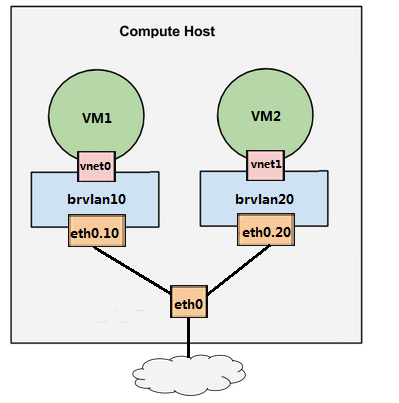 Compute Host
VM1
VM2
vnet0
vnet1
brvlan10
brvlan20
eth0.10
eth0.20
eth0